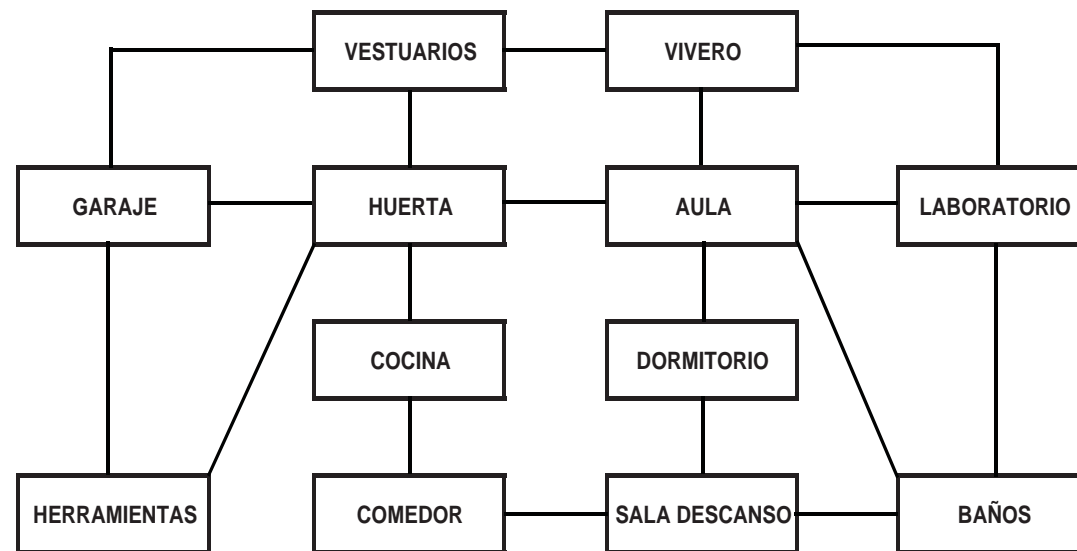 VESTUARIOS
VIVERO
GARAJE
HUERTA
AULA
LABORATORIO
COCINA
DORMITORIO
HERRAMIENTAS
COMEDOR
SALA DESCANSO
BAÑOS